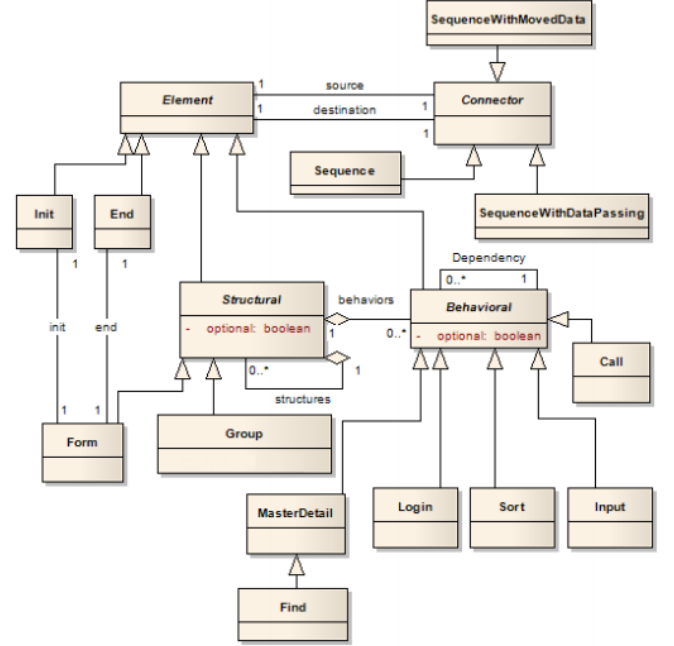 SequenceWithMovedData
Element
1
source
1
destination
1
1
Connector
Sequence
SequenceWithDataPassing
Init
End
1
1
Dependency
0..*
1
Structural
- optional: boolean
behaviors
1
0..*
Behavioral
- optional: boolean
init
end
Call
0..*
1
structures
1
1
Form
Group
MasterDetail
Login
Sort
Input
Find